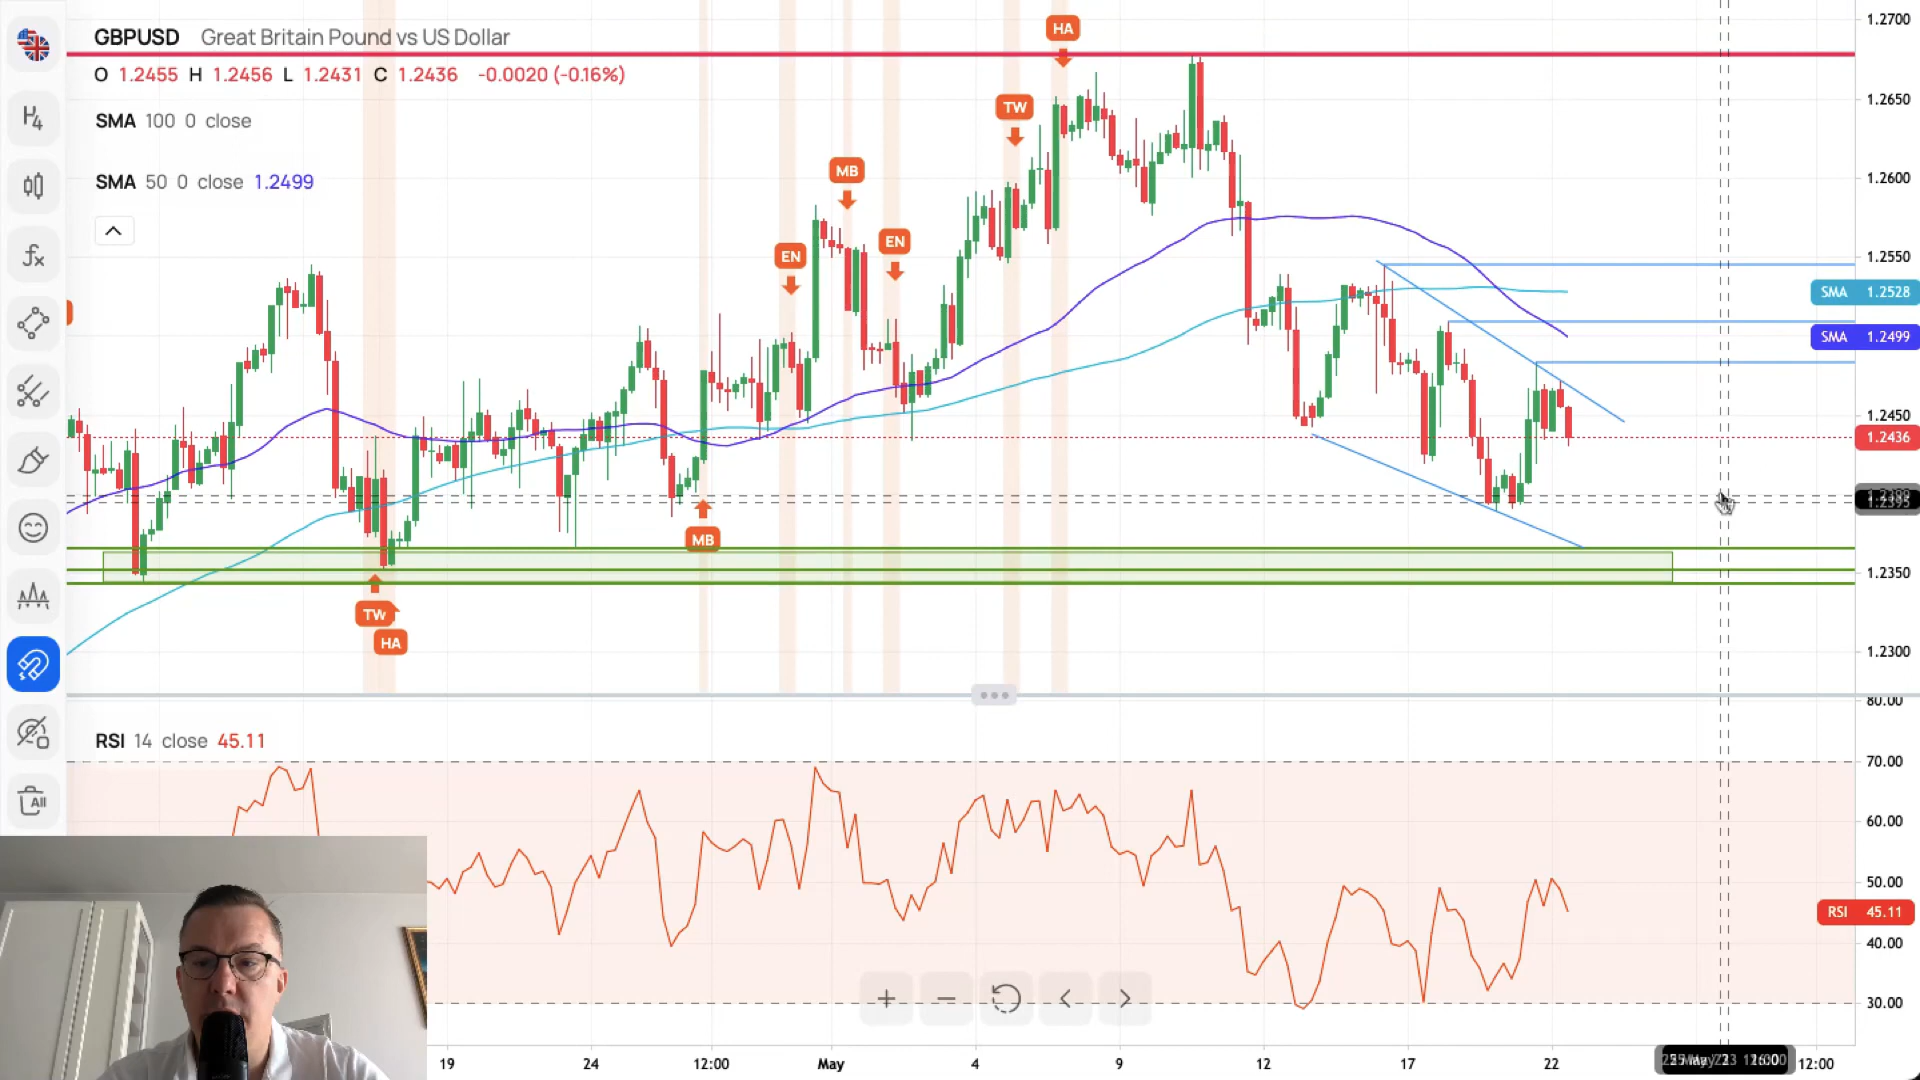 GBPUSD Great Britain Pound vs US Dollar
O 1.2455 H 1.2456 L 1.2431 C 1.2436 -0.0020 (-0.16%)
SMA 100 0 close
SMA 50 0 close 1.2499
H4
fx
All
HA
TW
MB
EN
EN
MB
TW
HA
1.2700
1.2650
1.2600
1.2550
SMA 1.2528
SMA 1.2499
1.2450
1.2436
1.2395
1.2350
1.2300
RSI 14 close 45.11
80.00
70.00
60.00
50.00
RSI 45.11
40.00
30.00
19 24 12:00 May 4 9 12 17 22 12:00